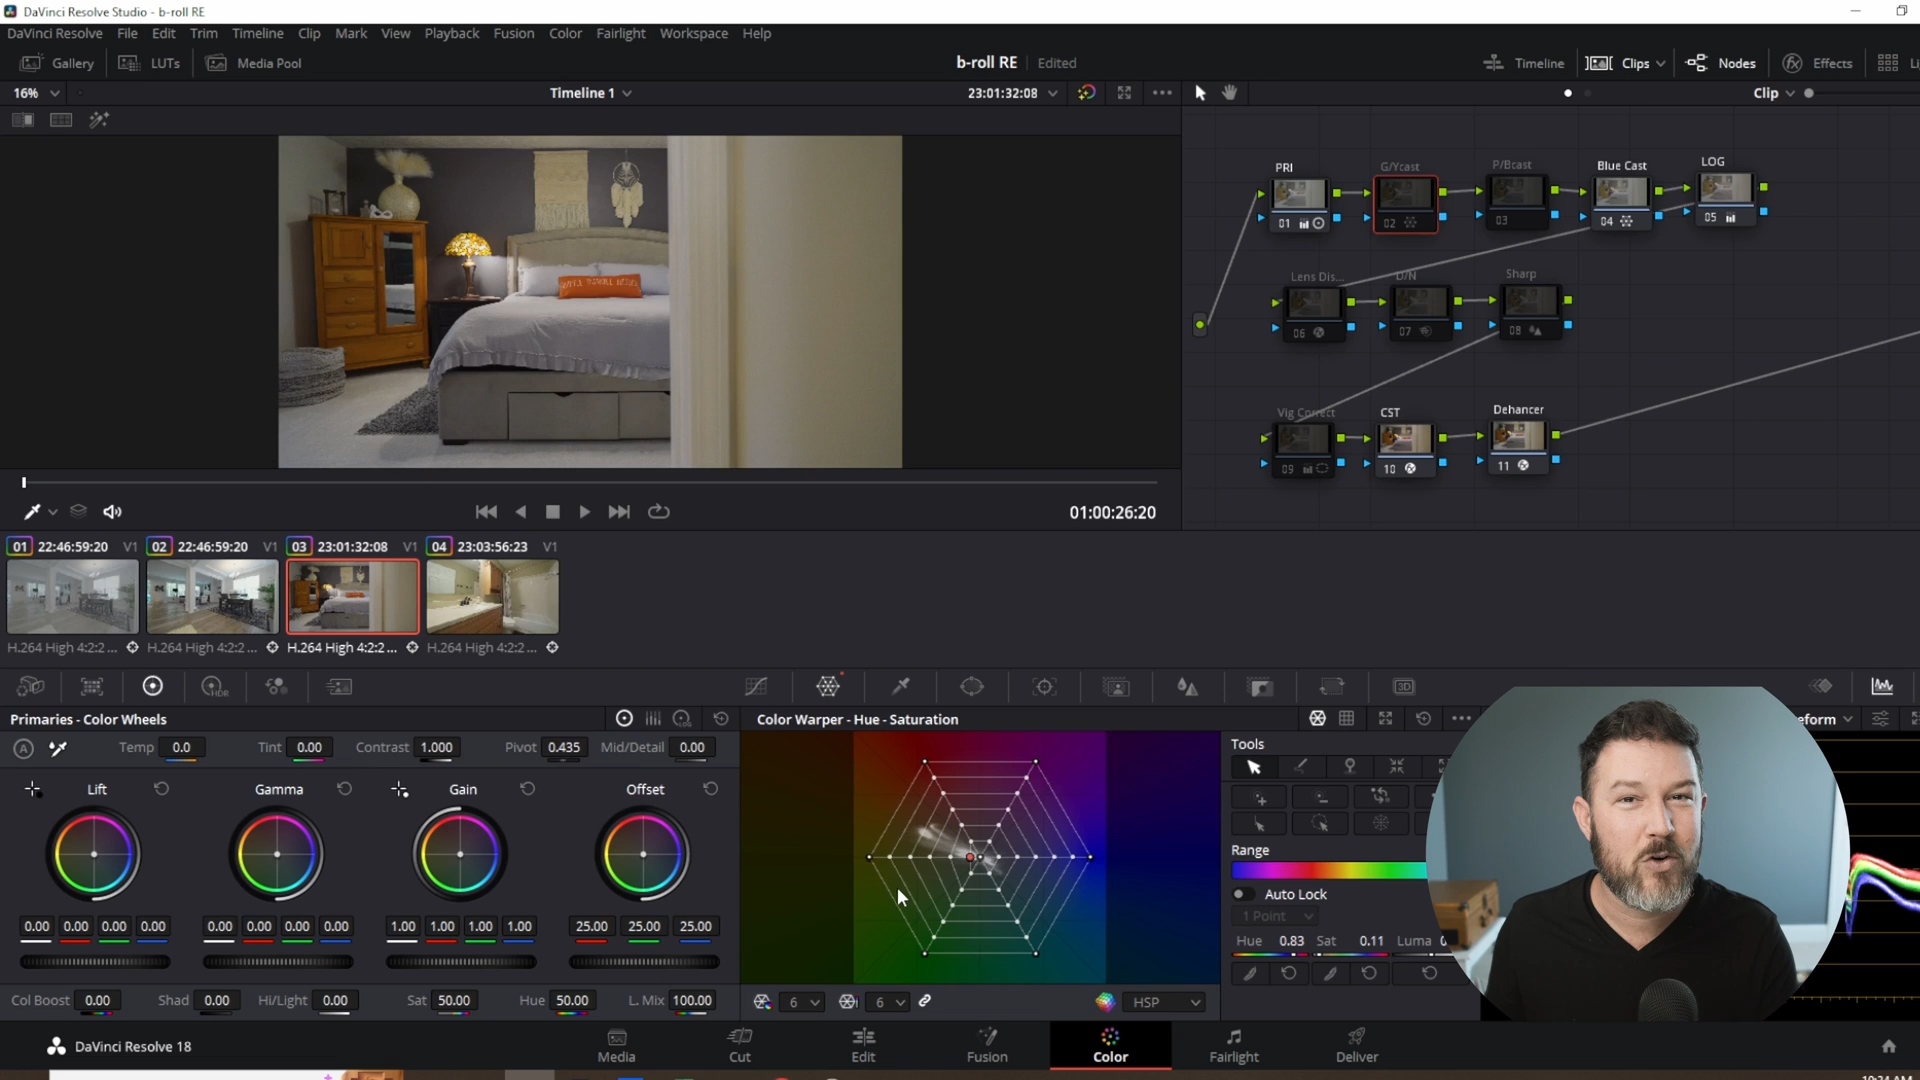 DaVinci Resolve Studio - b-roll RE
DaVinci Resolve File Edit Trim Timeline Clip Mark View Playback Fusion Color Fairlight Workspace Help
Gallery LUTs Media Pool b-roll RE Edited Timeline Clips Nodes Effects Li
16% Timeline 1 23:01:32:08 Clip
PRI G/Ycast P/Bcast Blue Cast LOG
01 02 03 04 05
Lens Dis... D/N Sharp
06 07 08
Vig Correct CST Dehancer
09 10 11
01:00:26:20
01 22:46:59:20 V1 02 22:46:59:20 V1 03 23:01:32:08 V1 04 23:03:56:23 V1
H.264 High 4:2:2 ... H.264 High 4:2:2 ... H.264 High 4:2:2 ... H.264 High 4:2:2 ...
HDR 3D
Primaries - Color Wheels Color Warper - Hue - Saturation eform
A Temp 0.0 Tint 0.00 Contrast 1.000 Pivot 0.435 Mid/Detail 0.00 Tools
Lift Gamma Gain Offset
Range
Auto Lock
1 Point
0.00 0.00 0.00 0.00 0.00 0.00 0.00 0.00 1.00 1.00 1.00 1.00 25.00 25.00 25.00
Hue 0.83 Sat 0.11 Luma 0
Col Boost 0.00 Shad 0.00 Hi/Light 0.00 Sat 50.00 Hue 50.00 L. Mix 100.00 6 6 HSP
DaVinci Resolve 18 Media Cut Edit Fusion Color Fairlight Deliver